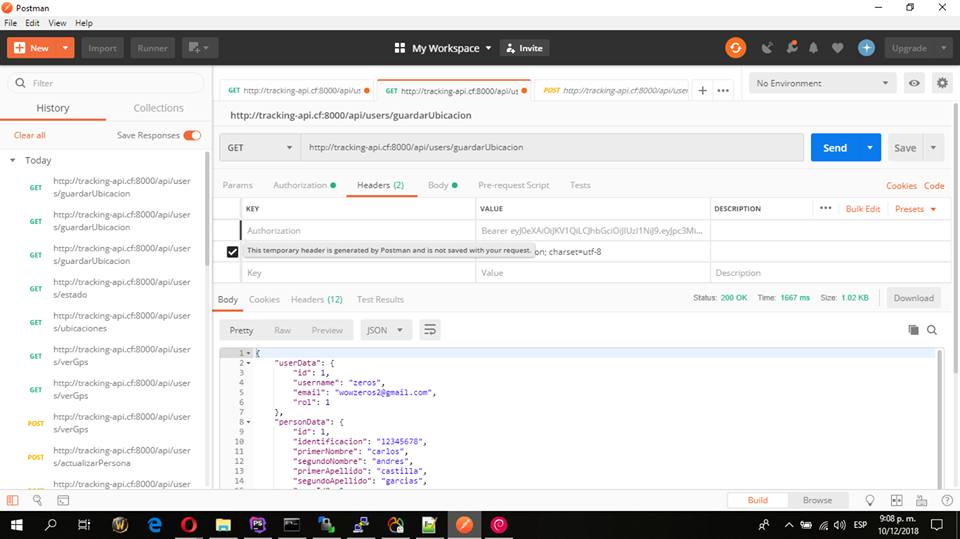 Postman
File Edit View Help
New Import Runner My Workspace Invite Upgrade
Filter
History Collections
Clear all Save Responses
Today
GET http://tracking-api.cf:8000/api/users/guardarUbicacion
GET http://tracking-api.cf:8000/api/users/guardarUbicacion
GET http://tracking-api.cf:8000/api/users/guardarUbicacion
GET http://tracking-api.cf:8000/api/users/estado
GET http://tracking-api.cf:8000/api/users/ubicaciones
GET http://tracking-api.cf:8000/api/users/verGps
GET http://tracking-api.cf:8000/api/users/verGps
POST http://tracking-api.cf:8000/api/users/verGps
POST http://tracking-api.cf:8000/api/users/actualizarPersona
GET http://tracking-api.cf:8000/api/user
GET http://tracking-api.cf:8000/api/us GET http://tracking-api.cf:8000/api/us POST http://tracking-api.cf:8000/api/user + ••• No Environment
http://tracking-api.cf:8000/api/users/guardarUbicacion
GET http://tracking-api.cf:8000/api/users/guardarUbicacion Send Save
Params Authorization Headers (2) Body Pre-request Script Tests Cookies Code
KEY VALUE DESCRIPTION ••• Bulk Edit Presets
Authorization
This temporary header is generated by Postman and is not saved with your request.
on; charset=utf-8
Key Value Description
Body Cookies Headers (12) Test Results Status: 200 OK Time: 1667 ms Size: 1.02 KB Download
Pretty Raw Preview JSON
1 {
2 "userData": {
3 "id": 1,
4 "username": "zeros",
5 "email": "wowzeros2@gmail.com",
6 "rol": 1
7 },
8 "personData": {
9 "id": 1,
10 "identificacion": "12345678",
11 "primerNombre": "carlos",
12 "segundoNombre": "andres",
13 "primerApellido": "castilla",
14 "segundoApellido": "garcias",
Build Browse
ESP 9:08 p. m.
10/12/2018